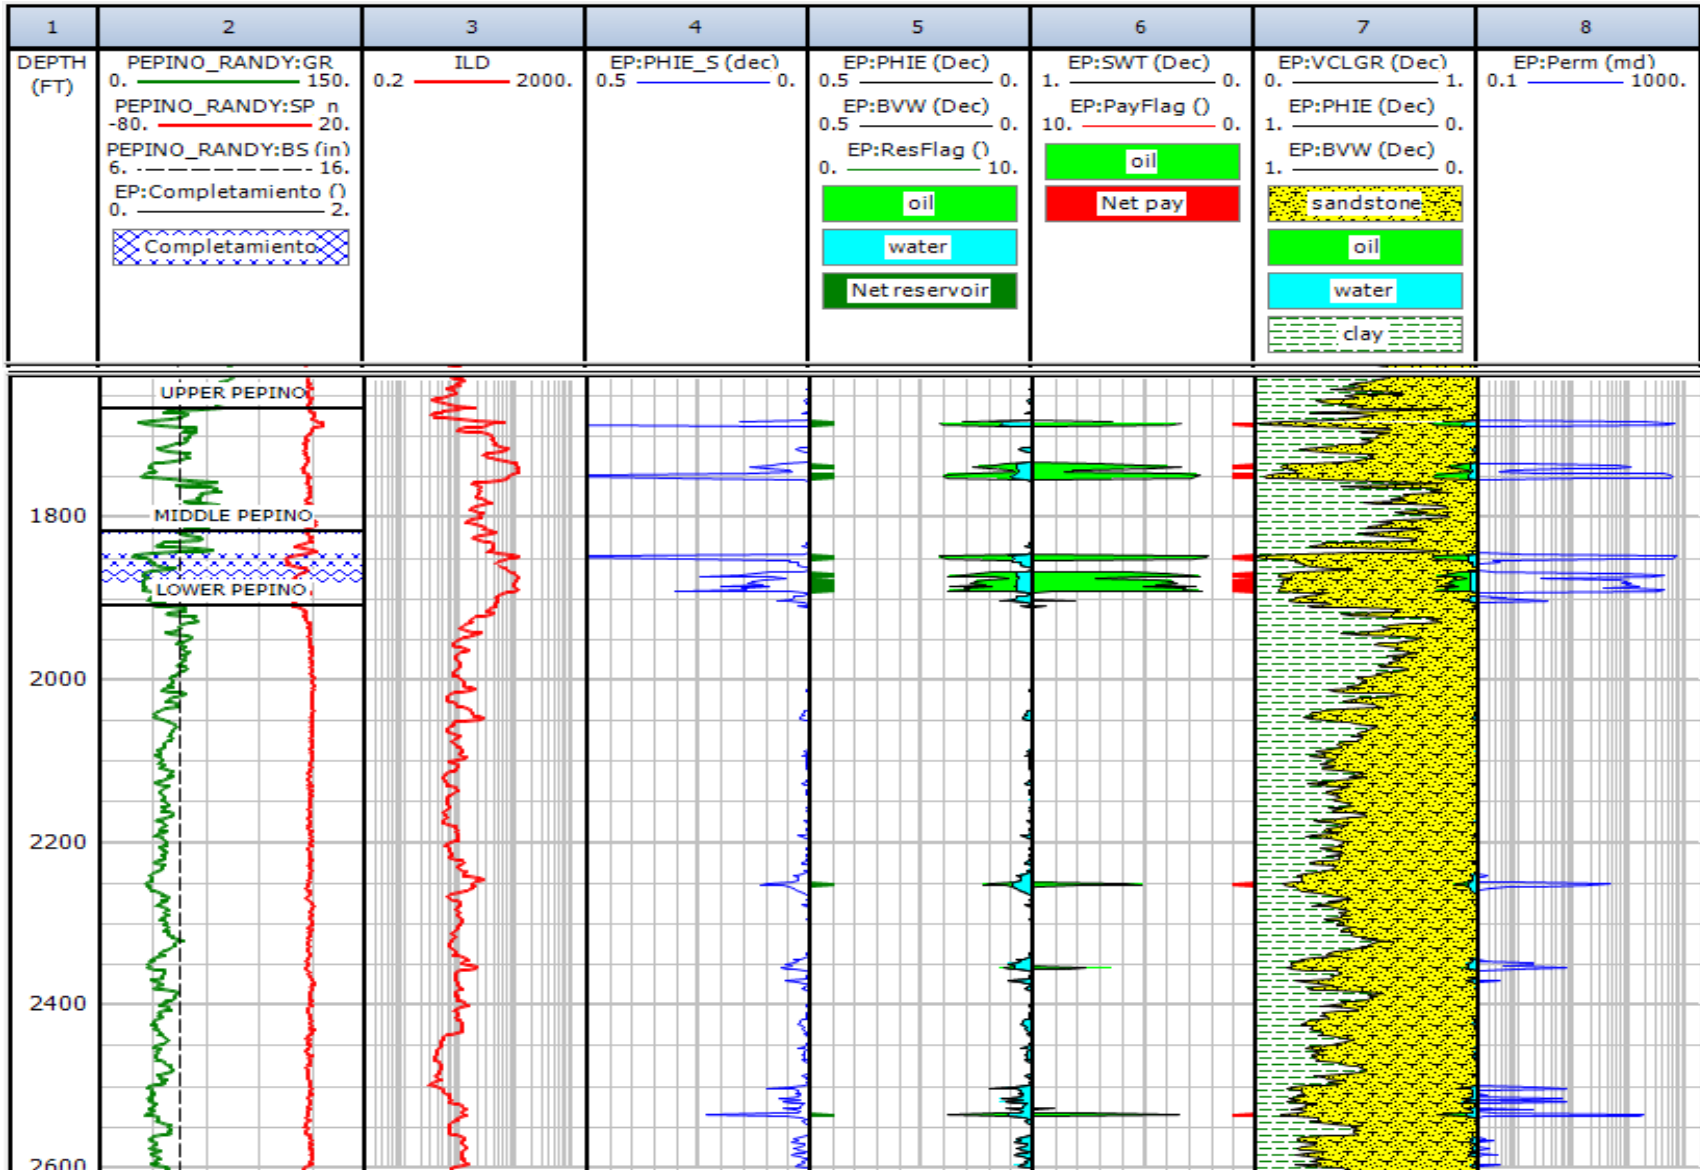 1 2 3 4 5 6 7 8
DEPTH
(FT)
PEPINO_RANDY:GR
0. 150.
PEPINO_RANDY:SP_n
-80. 20.
PEPINO_RANDY:BS (in)
6. 16.
EP:Completamiento ()
0. 2.
Completamiento
ILD
0.2 2000.
EP:PHIE_S (dec)
0.5 0.
EP:PHIE (Dec)
0.5 0.
EP:BVW (Dec)
0.5 0.
EP:ResFlag ()
0. 10.
oil
water
Net reservoir
EP:SWT (Dec)
1. 0.
EP:PayFlag ()
10. 0.
oil
Net pay
EP:VCLGR (Dec)
0. 1.
EP:PHIE (Dec)
1. 0.
EP:BVW (Dec)
1. 0.
sandstone
oil
water
clay
EP:Perm (md)
0.1 1000.
UPPER PEPINO
1800
MIDDLE PEPINO
LOWER PEPINO
2000
2200
2400
2600